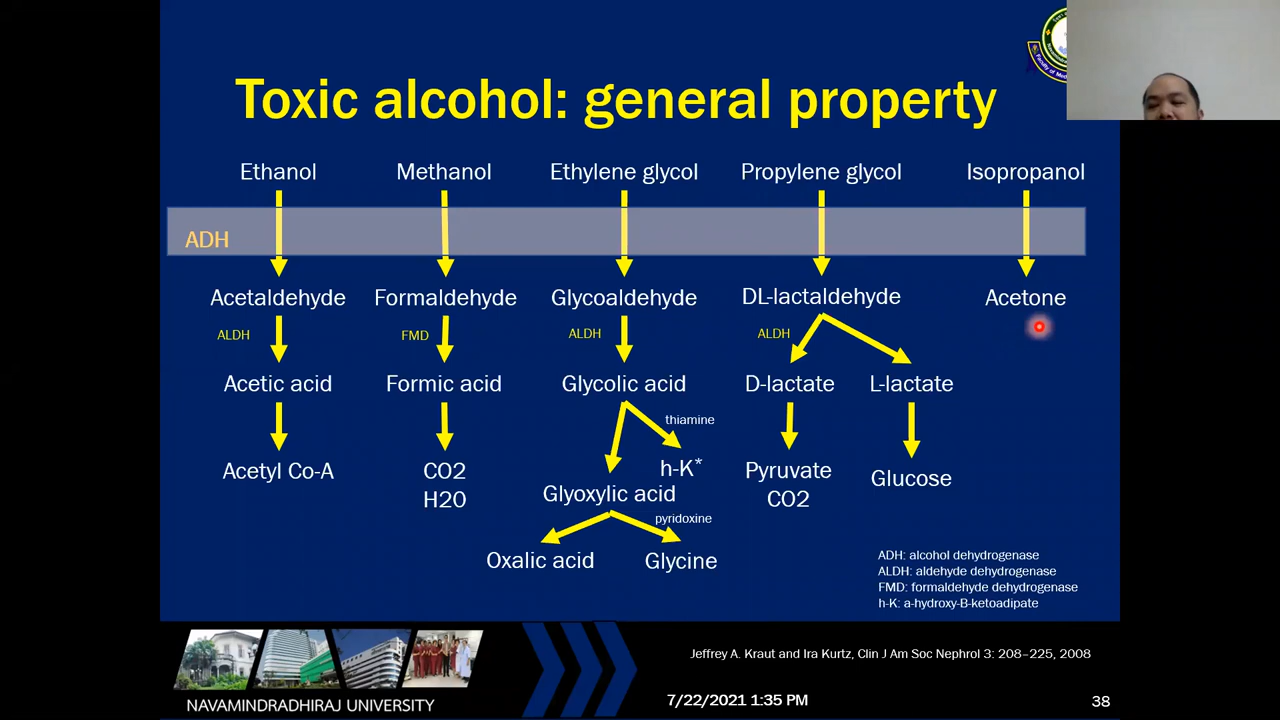 Toxic alcohol: general property
Ethanol
Methanol
Ethylene glycol
Propylene glycol
Isopropanol
ADH
Acetaldehyde
Formaldehyde
Glycoaldehyde
DL-lactaldehyde
Acetone
ALDH
FMD
ALDH
ALDH
Acetic acid
Formic acid
Glycolic acid
D-lactate
L-lactate
thiamine
Acetyl Co-A
CO2
H20
h-K*
Pyruvate
CO2
Glucose
Glyoxylic acid
pyridoxine
Oxalic acid
Glycine
ADH: alcohol dehydrogenase
ALDH: aldehyde dehydrogenase
FMD: formaldehyde dehydrogenase
h-K: a-hydroxy-B-ketoadipate
Jeffrey A. Kraut and Ira Kurtz, Clin J Am Soc Nephrol 3: 208–225, 2008
NAVAMINDRADHIRAJ UNIVERSITY
7/22/2021 1:35 PM
38